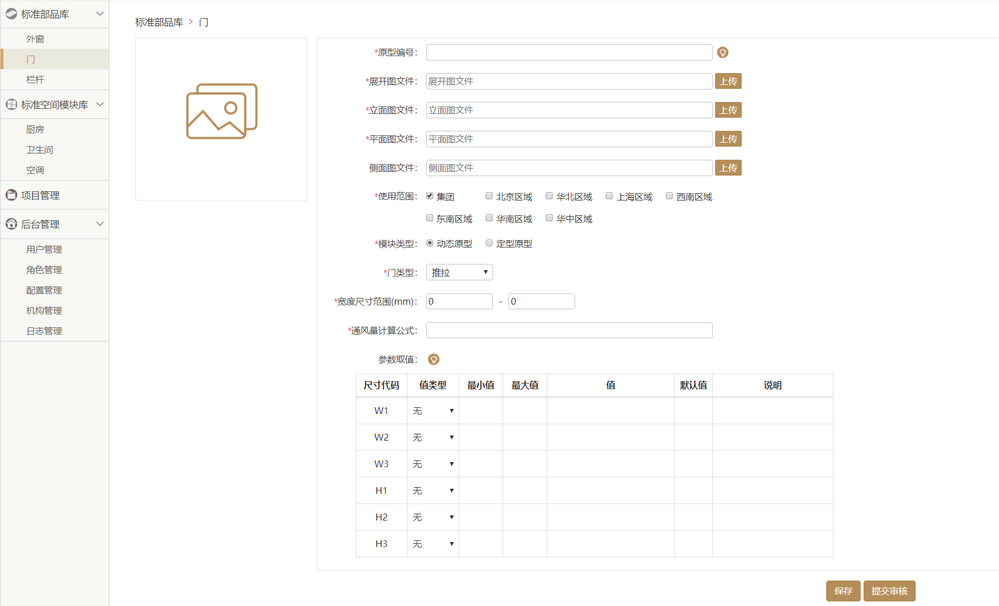 标准部品库
外窗
门
栏杆
标准空间模块库
厨房
卫生间
空调
项目管理
后台管理
用户管理
角色管理
配置管理
机构管理
日志管理
标准部品库 > 门
*原型编号：
*展开图文件： 展开图文件 上传
*立面图文件： 立面图文件 上传
*平面图文件： 平面图文件 上传
侧面图文件： 侧面图文件 上传
*使用范围： 集团 北京区域 华北区域 上海区域 西南区域
东南区域 华南区域 华中区域
*模块类型： 动态原型 定型原型
*门类型： 推拉
*宽度尺寸范围(mm)： 0 - 0
*通风量计算公式：
参数取值：
尺寸代码 值类型 最小值 最大值 值 默认值 说明
W1 无
W2 无
W3 无
H1 无
H2 无
H3 无
保存 提交审核